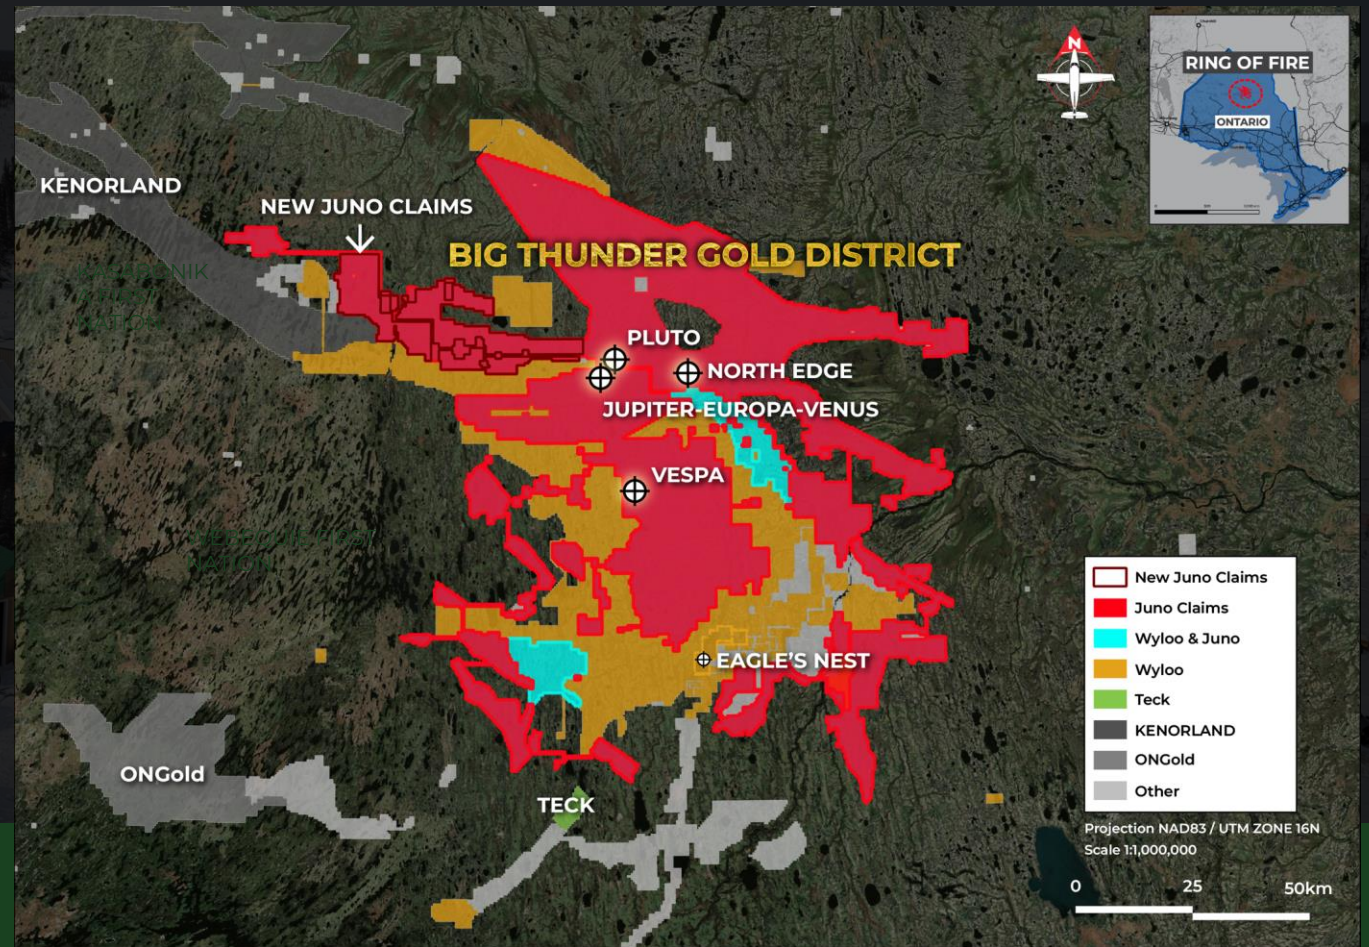 N
RING OF FIRE
ONTARIO
KENORLAND
NEW JUNO CLAIMS
BIG THUNDER GOLD DISTRICT
PLUTO
NORTH EDGE
JUPITER-EUROPA-VENUS
VESPA
EAGLE'S NEST
ONGold
TECK
New Juno Claims
Juno Claims
Wyloo & Juno
Wyloo
Teck
KENORLAND
ONGold
Other
Projection NAD83 / UTM ZONE 16N
Scale 1:1,000,000
0 25 50km